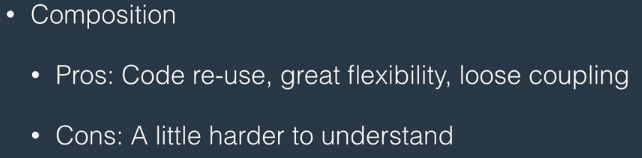 • Composition
• Pros: Code re-use, great flexibility, loose coupling
• Cons: A little harder to understand